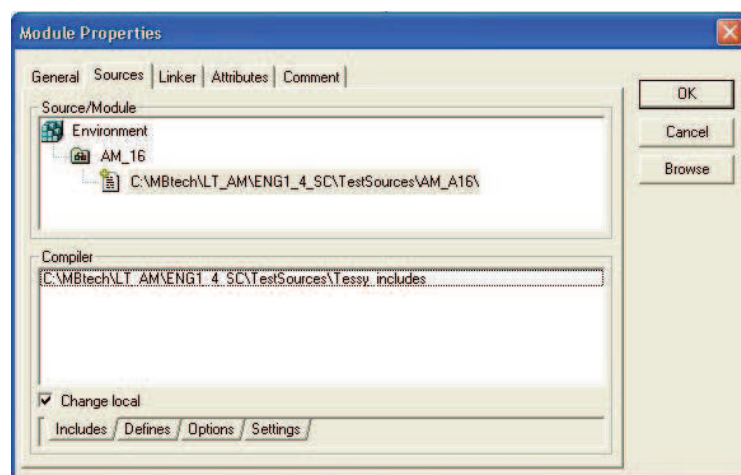 Module Properties
General Sources Linker Attributes Comment
Source/Module
Environment
AM_16
C:\MBtech\LT_AM\ENG1_4_SC\TestSources\AM_A16\
OK
Cancel
Browse
Compiler
C:\MBtech\LT_AM\ENG1_4_SC\TestSources\Tessy_includes
Change local
Includes Defines Options Settings